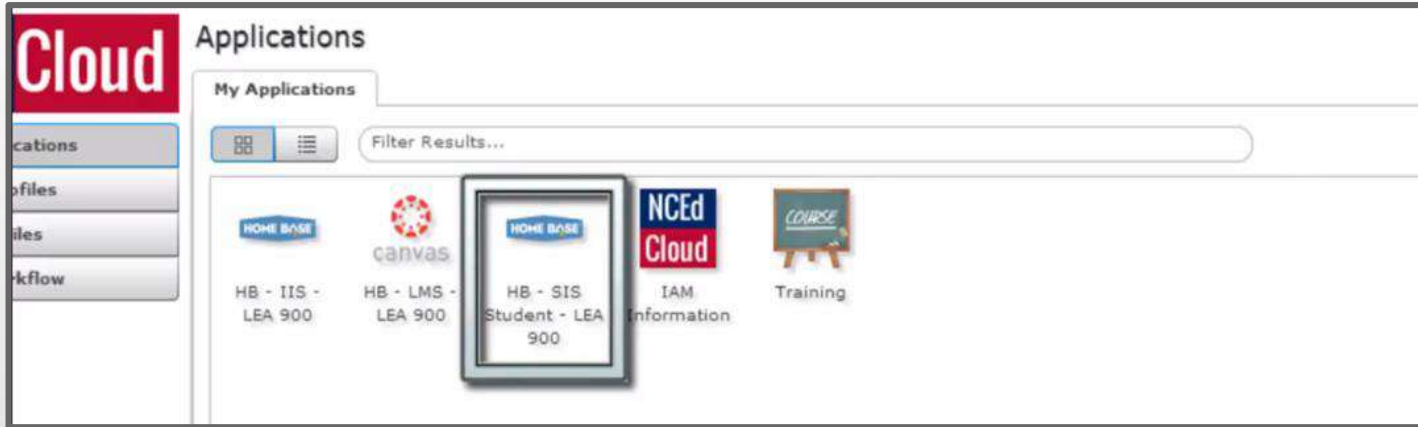 Cloud
Applications
My Applications
cations
ofiles
iles
rkflow
Filter Results...
HOME BASE
HB - IIS -
LEA 900
canvas
HB - LMS -
LEA 900
HOME BASE
HB - SIS
Student - LEA
900
NCEd
Cloud
IAM
Information
COURSE
Training